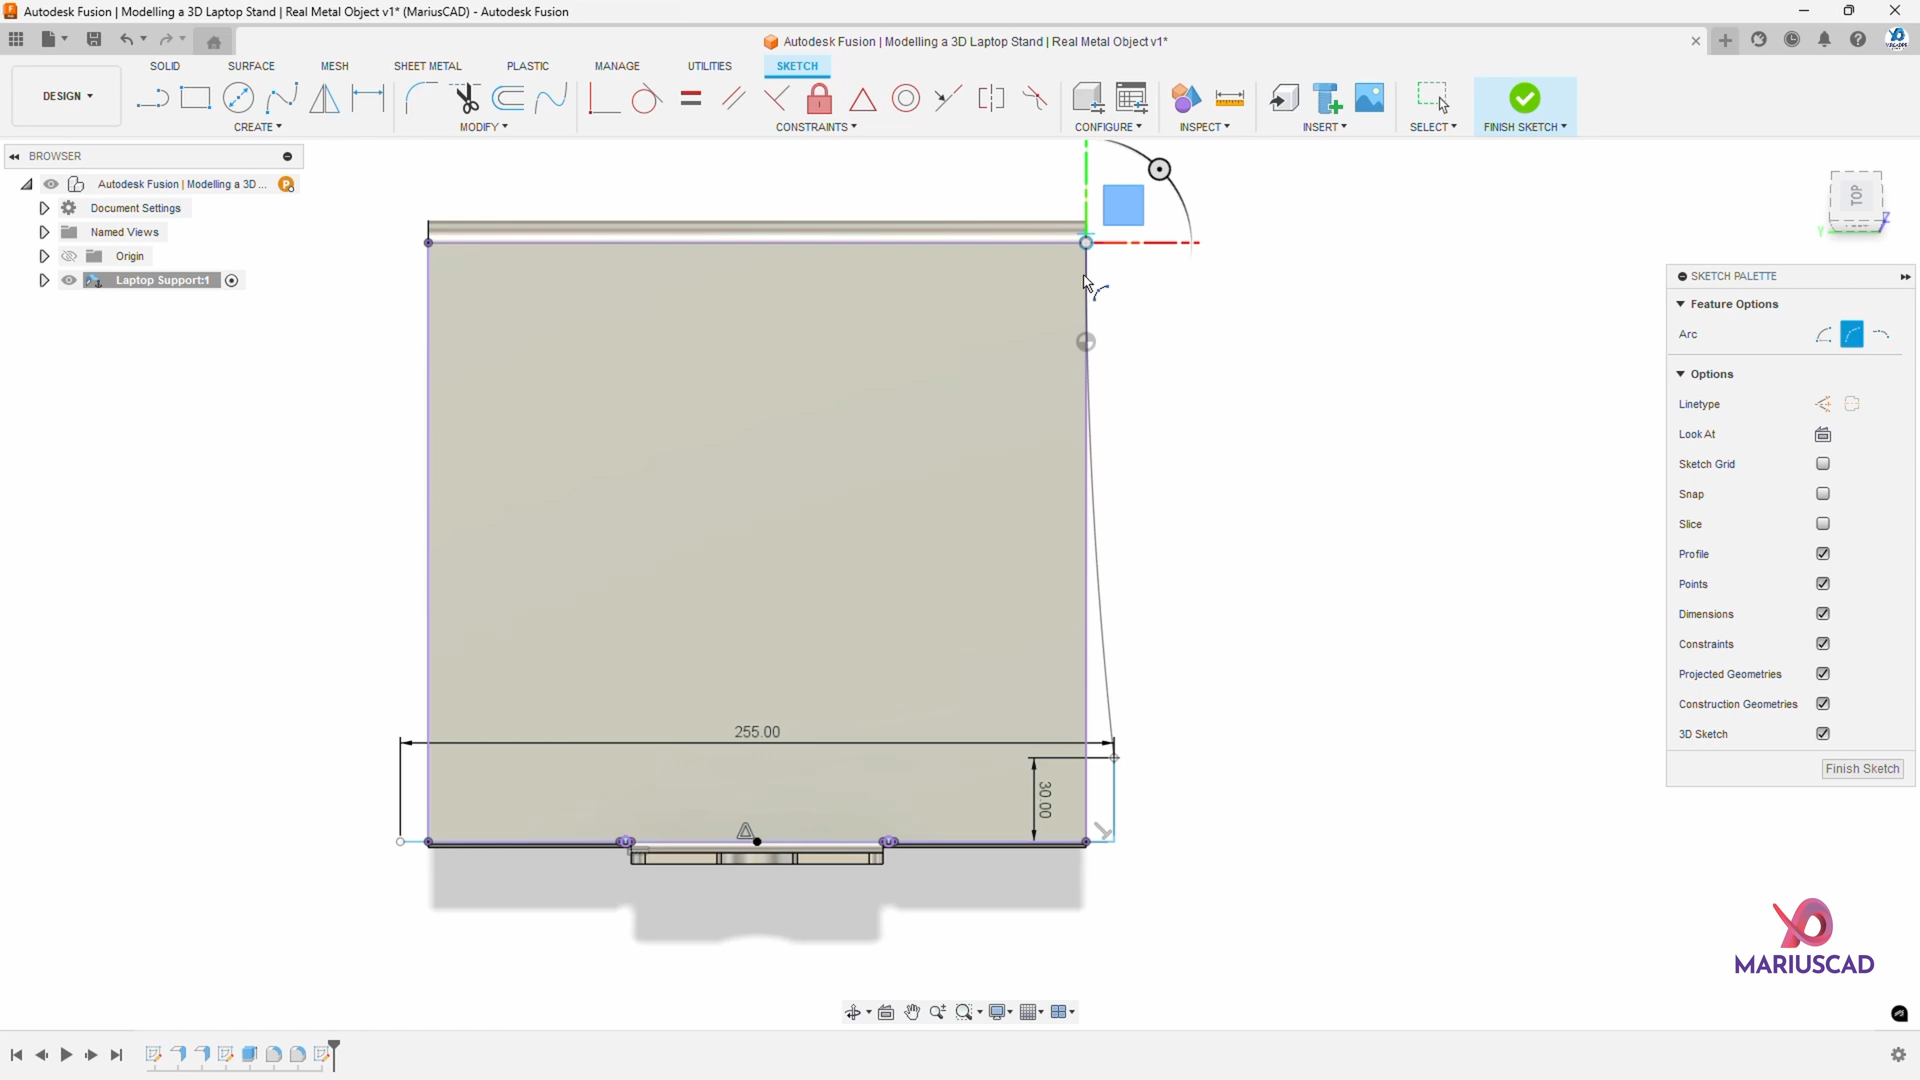 Autodesk Fusion | Modelling a 3D Laptop Stand | Real Metal Object v1* (MariusCAD) - Autodesk Fusion
Autodesk Fusion | Modelling a 3D Laptop Stand | Real Metal Object v1*
SOLID SURFACE MESH SHEET METAL PLASTIC MANAGE UTILITIES SKETCH
DESIGN
CREATE MODIFY CONSTRAINTS CONFIGURE INSPECT INSERT SELECT FINISH SKETCH
BROWSER
Autodesk Fusion | Modelling a 3D ...
Document Settings
Named Views
Origin
Laptop Support:1
TOP
Y
Z
SKETCH PALETTE
Feature Options
Arc
Options
Linetype
Look At
Sketch Grid
Snap
Slice
Profile
Points
Dimensions
Constraints
Projected Geometries
Construction Geometries
3D Sketch
Finish Sketch
255.00
30.00
MARIUSCAD